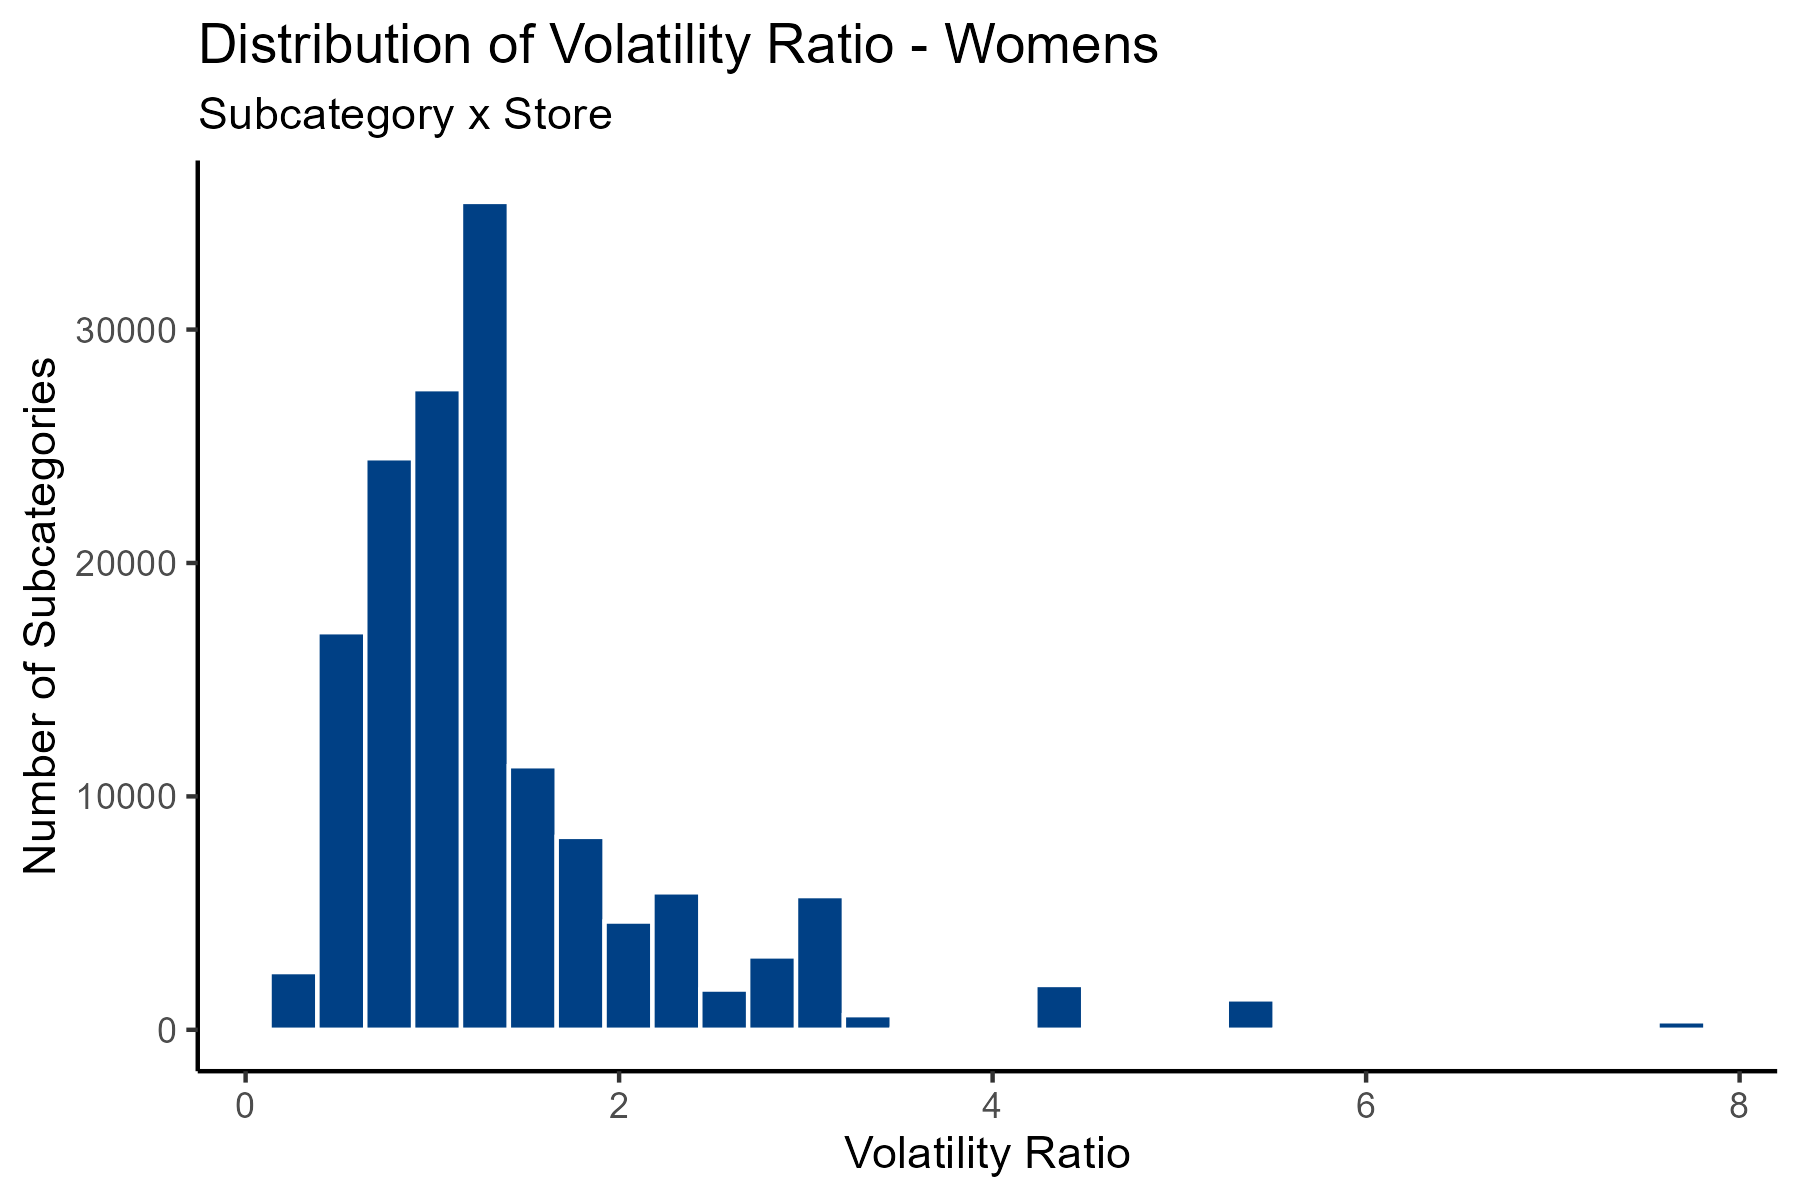 Distribution of Volatility Ratio - Womens
Subcategory x Store
Number of Subcategories
30000
20000
10000
0
0 2 4 6 8
Volatility Ratio